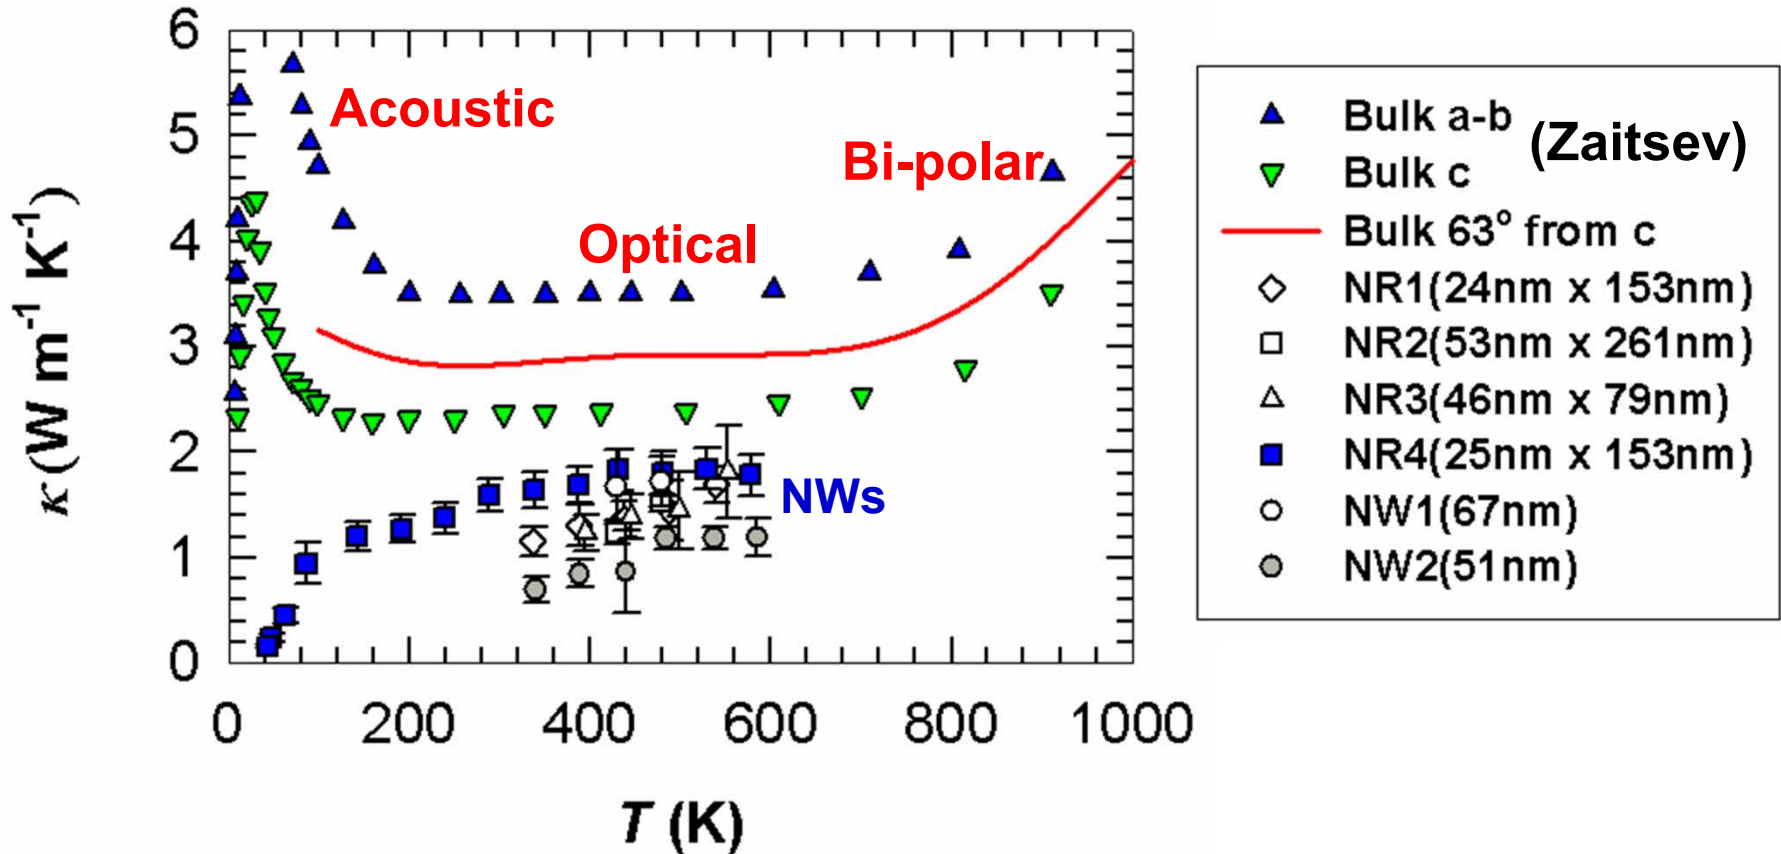 κ (W m⁻¹ K⁻¹)
6
5
4
3
2
1
0
0 200 400 600 800 1000
T (K)
Acoustic
Bi-polar
Optical
NWs
Bulk a-b (Zaitsev)
Bulk c
Bulk 63° from c
NR1(24nm x 153nm)
NR2(53nm x 261nm)
NR3(46nm x 79nm)
NR4(25nm x 153nm)
NW1(67nm)
NW2(51nm)